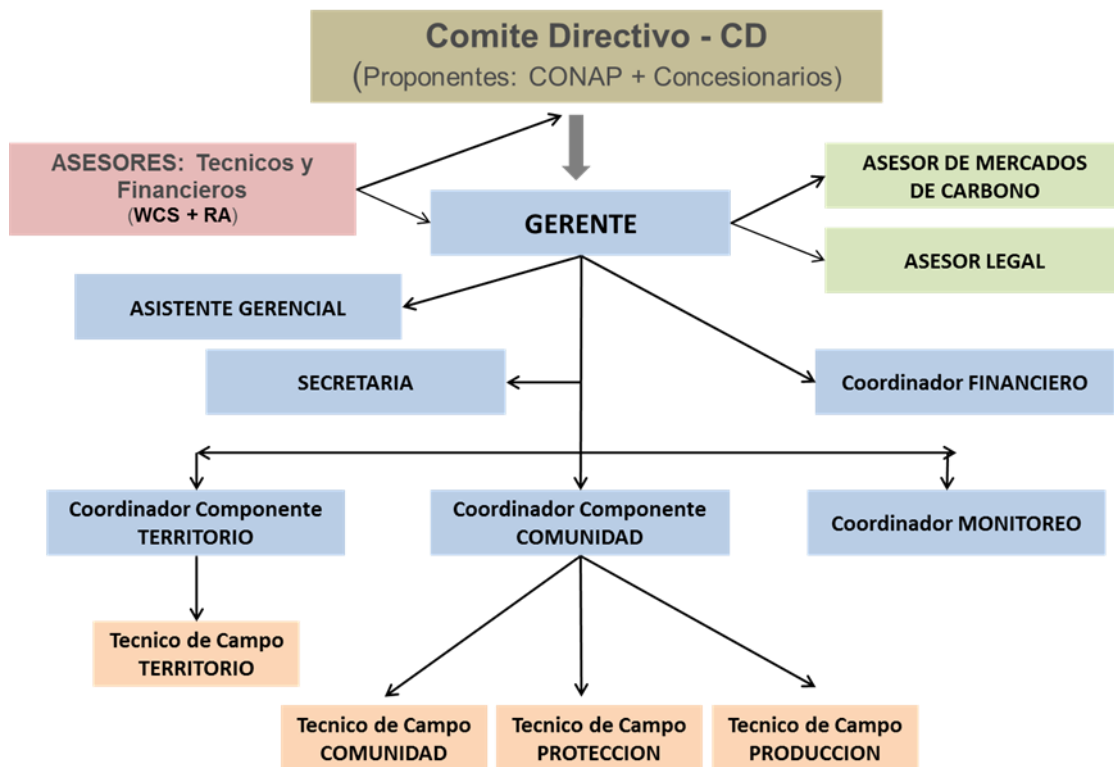 Comite Directivo - CD
(Proponentes: CONAP + Concesionarios)
ASESORES: Tecnicos y
Financieros
(WCS + RA)
GERENTE
ASESOR DE MERCADOS
DE CARBONO
ASESOR LEGAL
ASISTENTE GERENCIAL
SECRETARIA
Coordinador FINANCIERO
Coordinador Componente
TERRITORIO
Coordinador Componente
COMUNIDAD
Coordinador MONITOREO
Tecnico de Campo
TERRITORIO
Tecnico de Campo
COMUNIDAD
Tecnico de Campo
PROTECCION
Tecnico de Campo
PRODUCCION